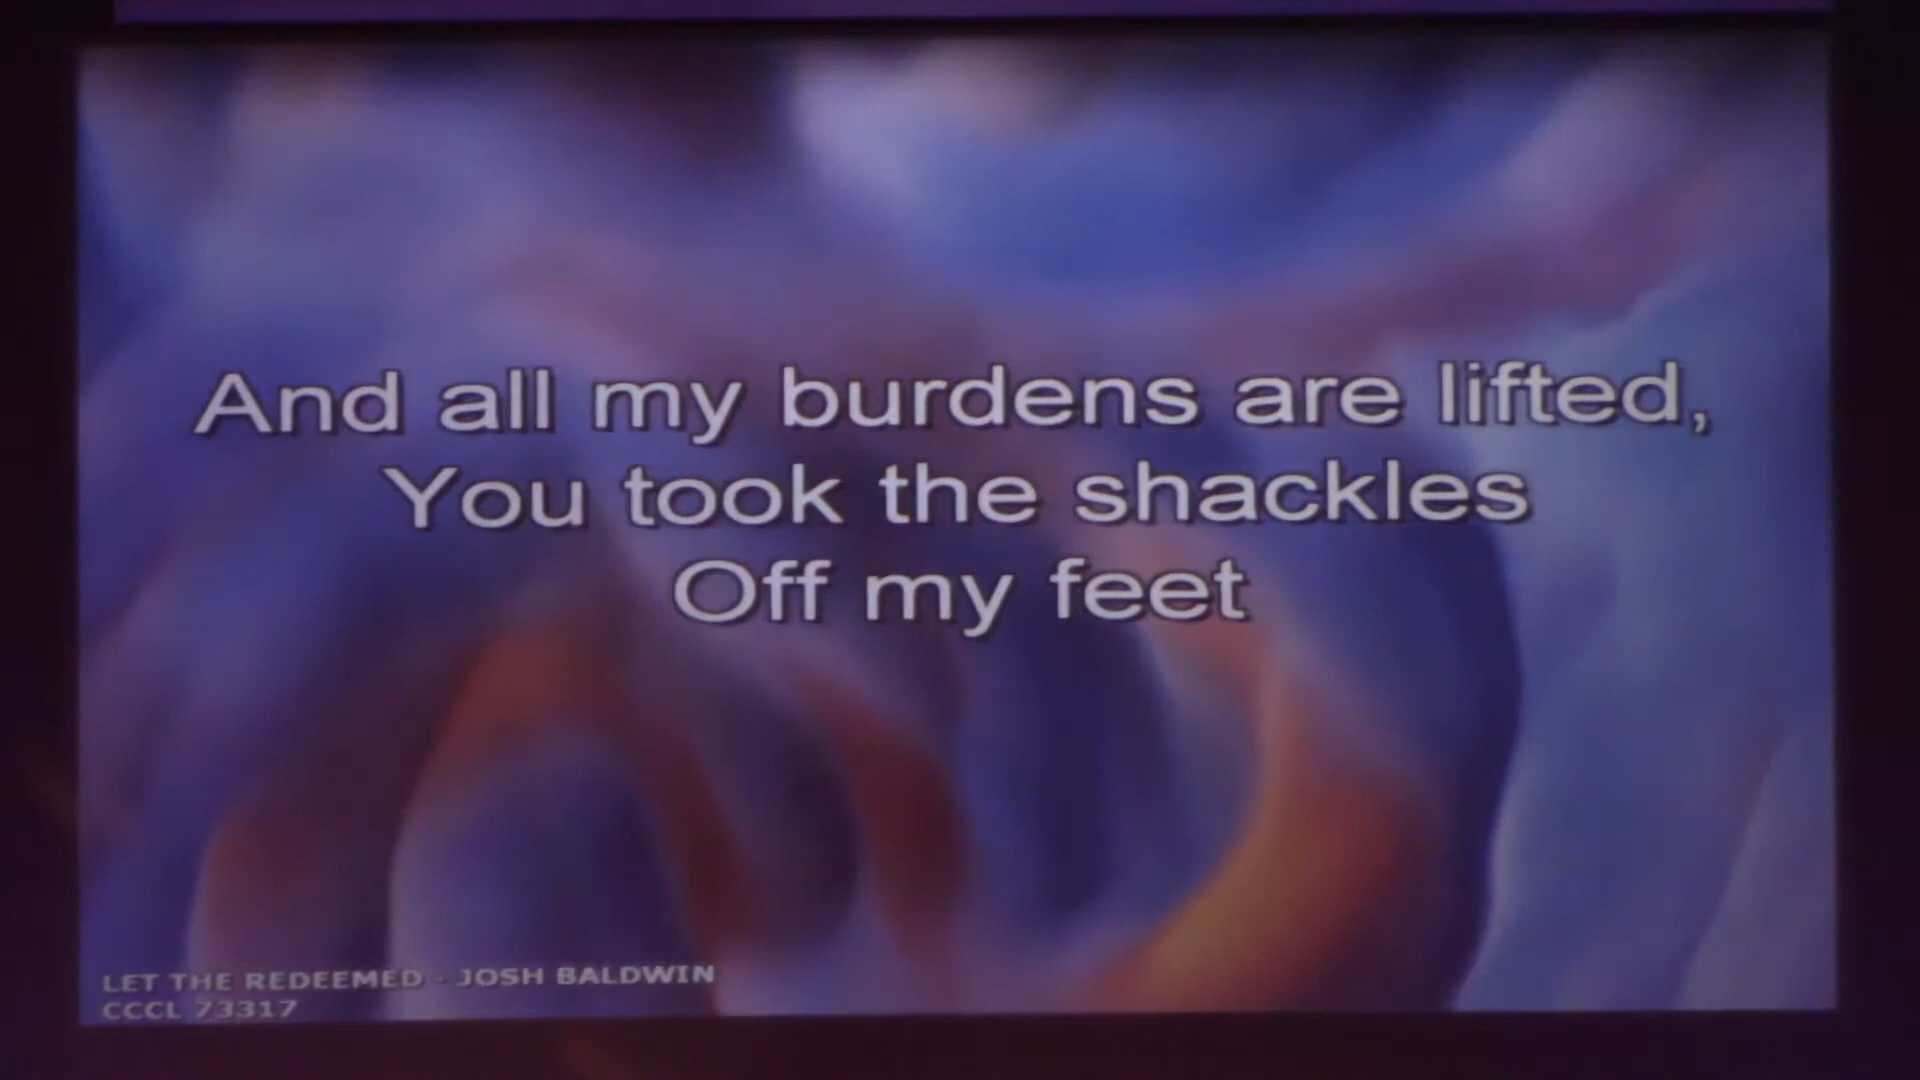 And all my burdens are lifted,
You took the shackles
Off my feet
LET THE REDEEMED - JOSH BALDWIN
CCCL 73317